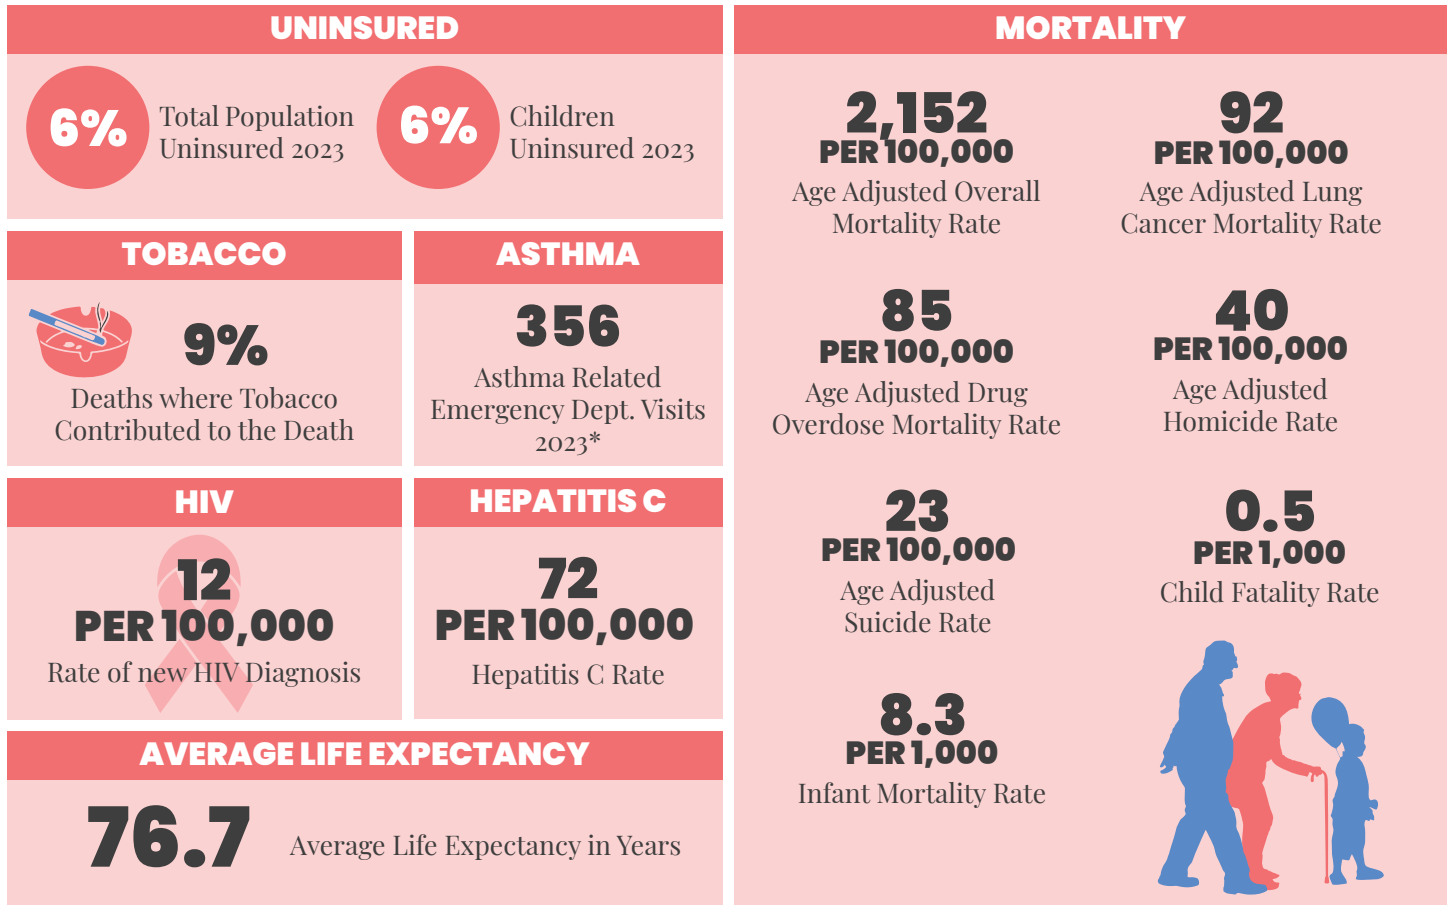 UNINSURED
6%
Total Population
Uninsured 2023
6%
Children
Uninsured 2023
TOBACCO
9%
Deaths where Tobacco
Contributed to the Death
ASTHMA
356
Asthma Related
Emergency Dept. Visits
2023*
HIV
12
PER 100,000
Rate of new HIV Diagnosis
HEPATITIS C
72
PER 100,000
Hepatitis C Rate
AVERAGE LIFE EXPECTANCY
76.7
Average Life Expectancy in Years
MORTALITY
2,152
PER 100,000
Age Adjusted Overall
Mortality Rate
92
PER 100,000
Age Adjusted Lung
Cancer Mortality Rate
85
PER 100,000
Age Adjusted Drug
Overdose Mortality Rate
40
PER 100,000
Age Adjusted
Homicide Rate
23
PER 100,000
Age Adjusted
Suicide Rate
0.5
PER 1,000
Child Fatality Rate
8.3
PER 1,000
Infant Mortality Rate